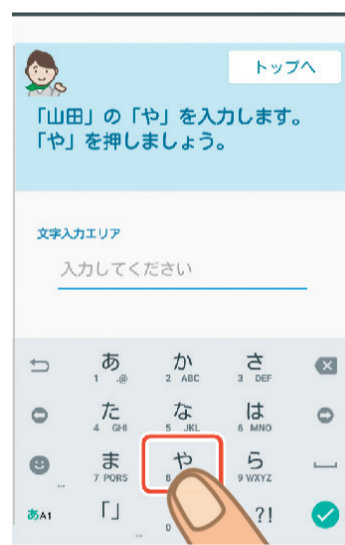 トップへ
「山田」の「や」を入力します。
「や」を押しましょう。
文字入力エリア
入力してください
あ か さ
1 .@ 2 ABC 3 DEF
た な は
4 GHI 5 JKL 6 MNO
ま や ら
7 PQRS 8 9 WXYZ
あA1 「」 ?!
0